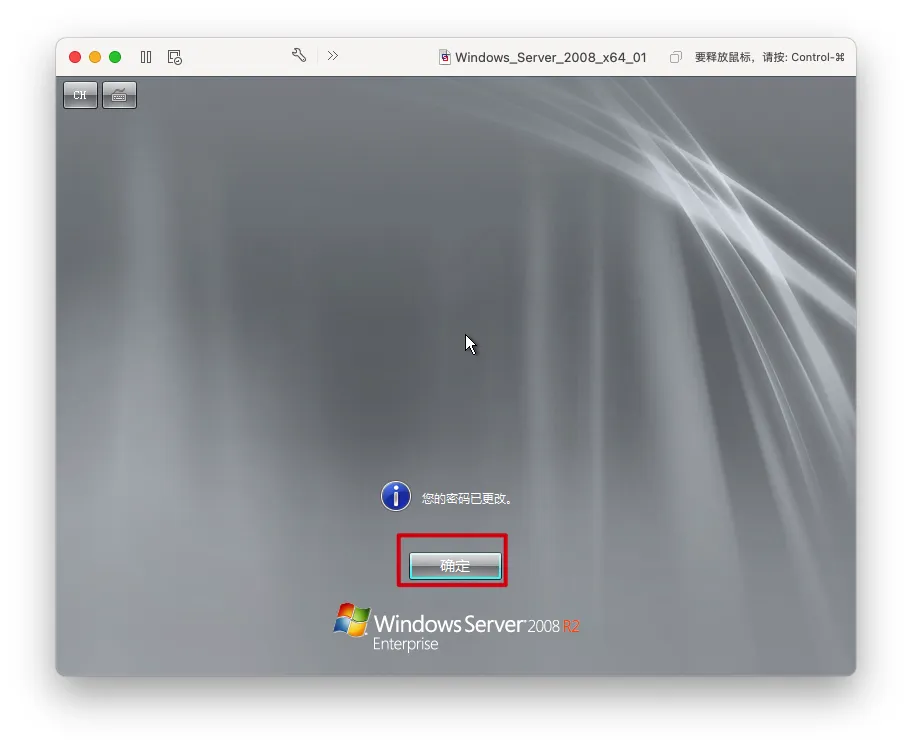 Windows_Server_2008_x64_01
要释放鼠标，请按: Control-⌘
CH
您的密码已更改。
确定
Windows Server 2008 R2
Enterprise